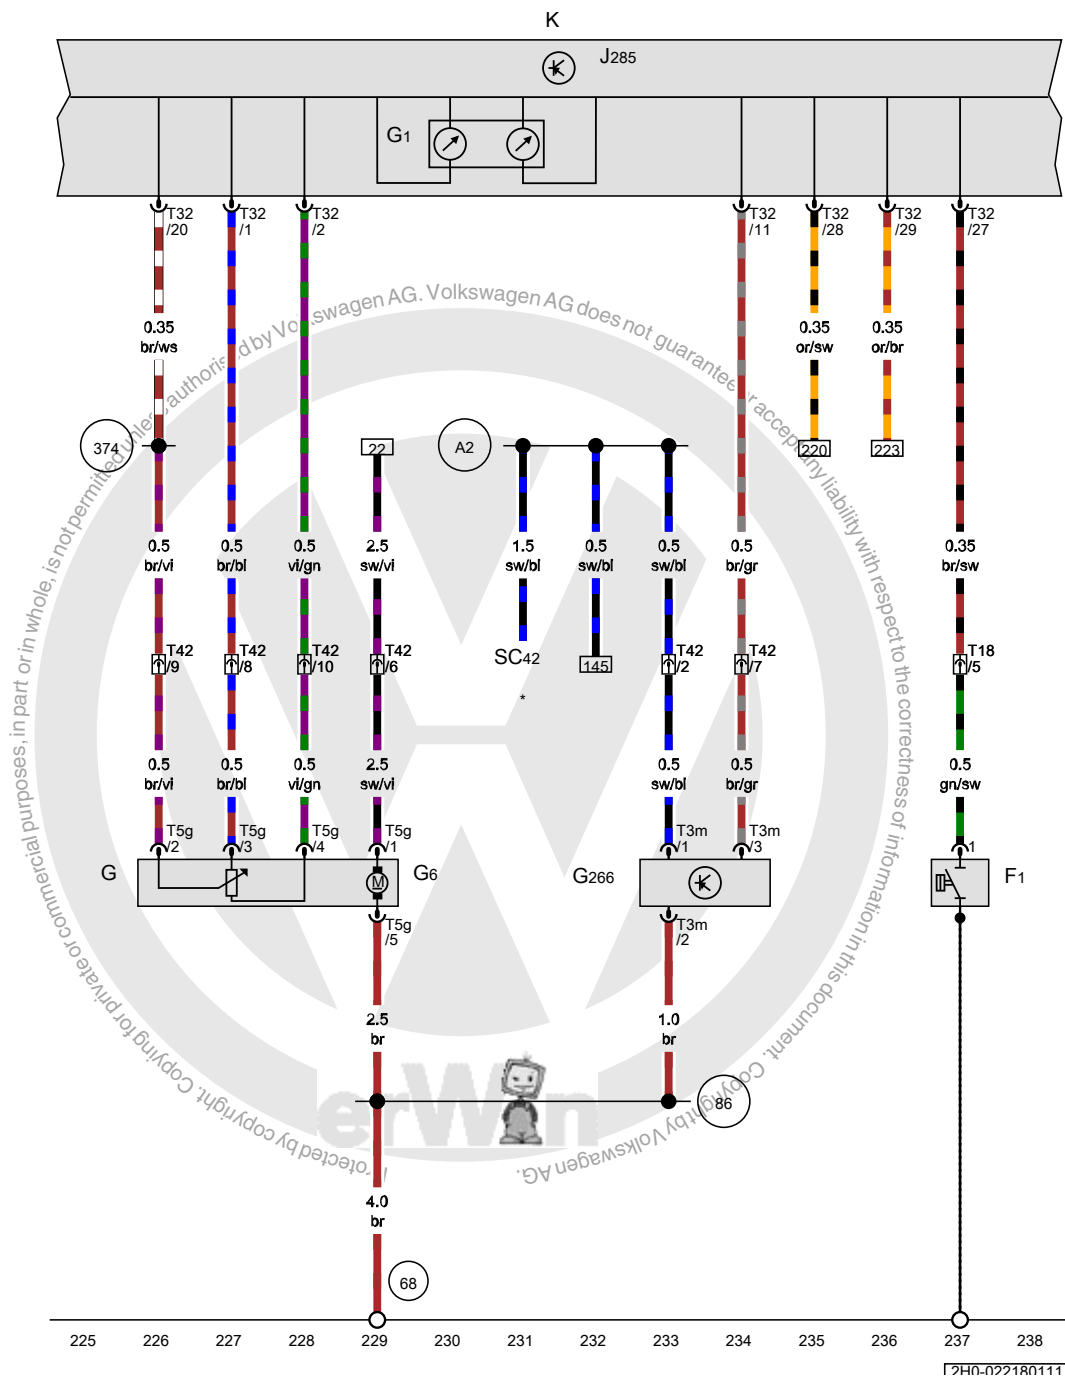 K
J285
G1
T32
/20
T32
/1
T32
/2
T32
/11
T32
/28
T32
/29
T32
/27
0.35
br/ws
0.35
or/sw
0.35
or/br
374
22
A2
220
223
0.5
br/vi
0.5
br/bl
0.5
vi/gn
2.5
sw/vi
1.5
sw/bl
0.5
sw/bl
0.5
sw/bl
0.5
br/gr
0.35
br/sw
T42
/9
T42
/8
T42
/10
T42
/6
SC42
*
145
T42
/2
T42
/7
T18
/5
0.5
br/vi
0.5
br/bl
0.5
vi/gn
2.5
sw/vi
0.5
sw/bl
0.5
br/gr
0.5
gn/sw
T5g
/2
T5g
/3
T5g
/4
T5g
/1
T3m
/1
T3m
/3
1
G
M
G6
G266
F1
T5g
/5
T3m
/2
2.5
br
1.0
br
86
4.0
br
68
225 226 227 228 229 230 231 232 233 234 235 236 237 238
2H0-022180111
erWin
Protected by copyright. Copying for private or commercial purposes, in part or in whole, is not permitted unless authorised by Volkswagen AG. Volkswagen AG does not guarantee or accept any liability with respect to the correctness of information in this document. Copyright by Volkswagen AG.